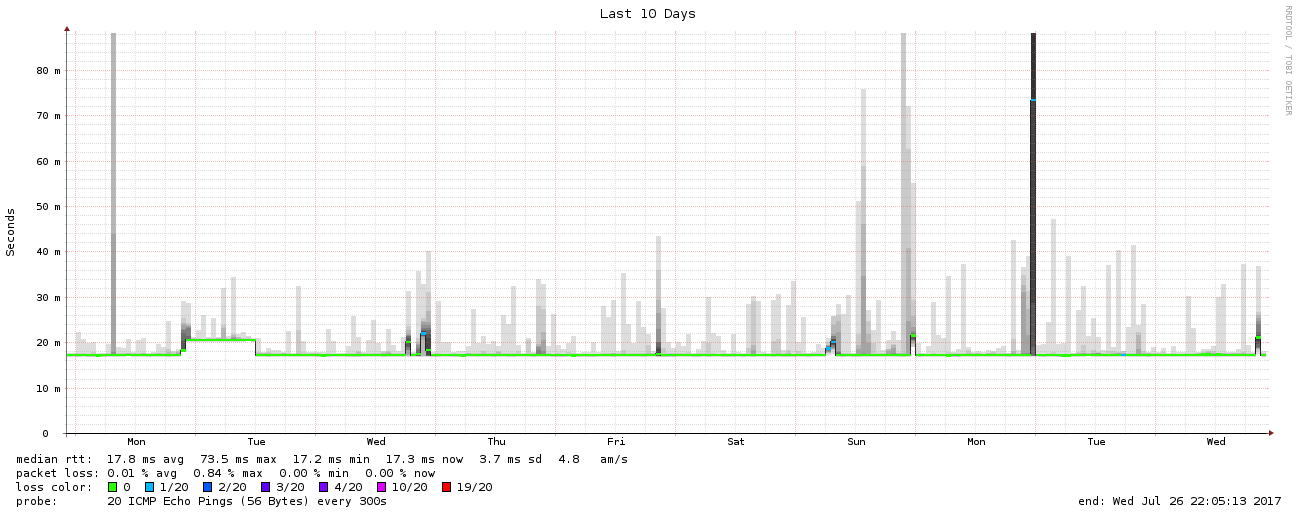 Last 10 Days
RRDTOOL / TOBI OETIKER
Seconds
80 m
70 m
60 m
50 m
40 m
30 m
20 m
10 m
0
Mon Tue Wed Thu Fri Sat Sun Mon Tue Wed
median rtt: 17.8 ms avg 73.5 ms max 17.2 ms min 17.3 ms now 3.7 ms sd 4.8 am/s
packet loss: 0.01 % avg 0.84 % max 0.00 % min 0.00 % now
loss color: 0 1/20 2/20 3/20 4/20 10/20 19/20
probe: 20 ICMP Echo Pings (56 Bytes) every 300s end: Wed Jul 26 22:05:13 2017